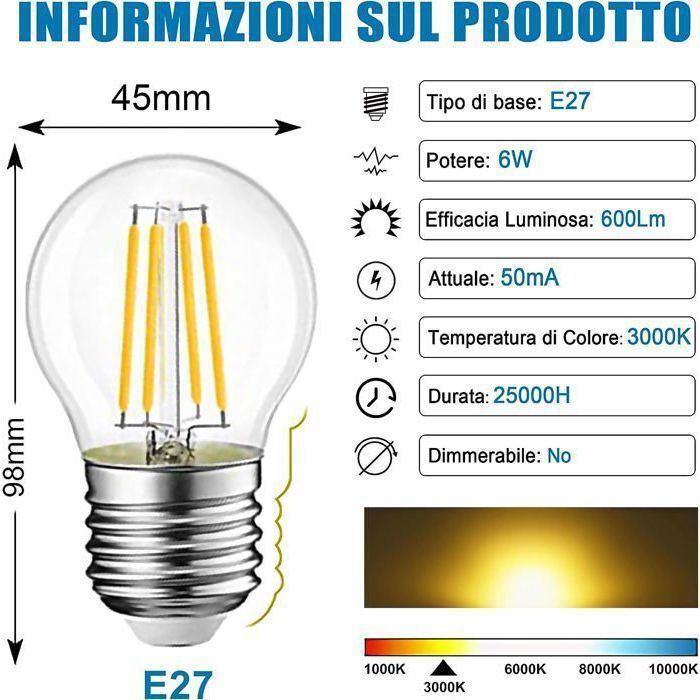 INFORMAZIONI SUL PRODOTTO
45mm
98mm
E27
Tipo di base: E27
Potere: 6W
Efficacia Luminosa: 600Lm
Attuale: 50mA
Temperatura di Colore: 3000K
Durata: 25000H
Dimmerabile: No
1000K 6000K 8000K 10000K
3000K